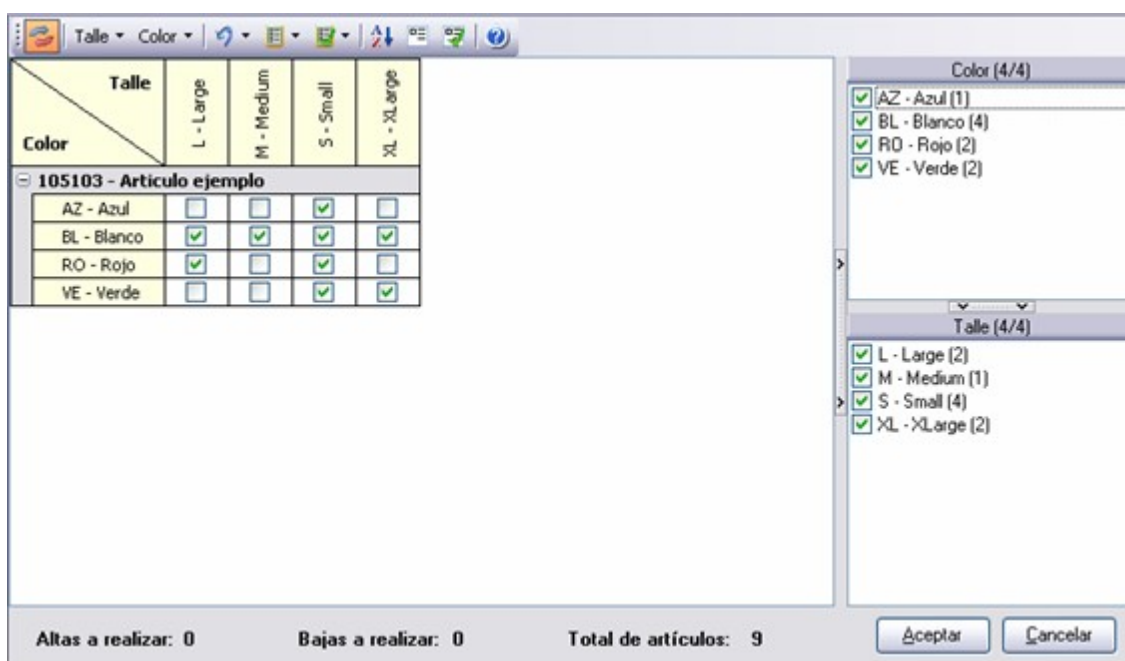 Talle Color
Talle
Color
L - Large
M - Medium
S - Small
XL - XLarge
105103 - Articulo ejemplo
AZ - Azul
BL - Blanco
RO - Rojo
VE - Verde
Color (4/4)
AZ - Azul (1)
BL - Blanco (4)
RO - Rojo (2)
VE - Verde (2)
Talle (4/4)
L - Large (2)
M - Medium (1)
S - Small (4)
XL - XLarge (2)
Altas a realizar: 0 Bajas a realizar: 0 Total de artículos: 9
Aceptar Cancelar